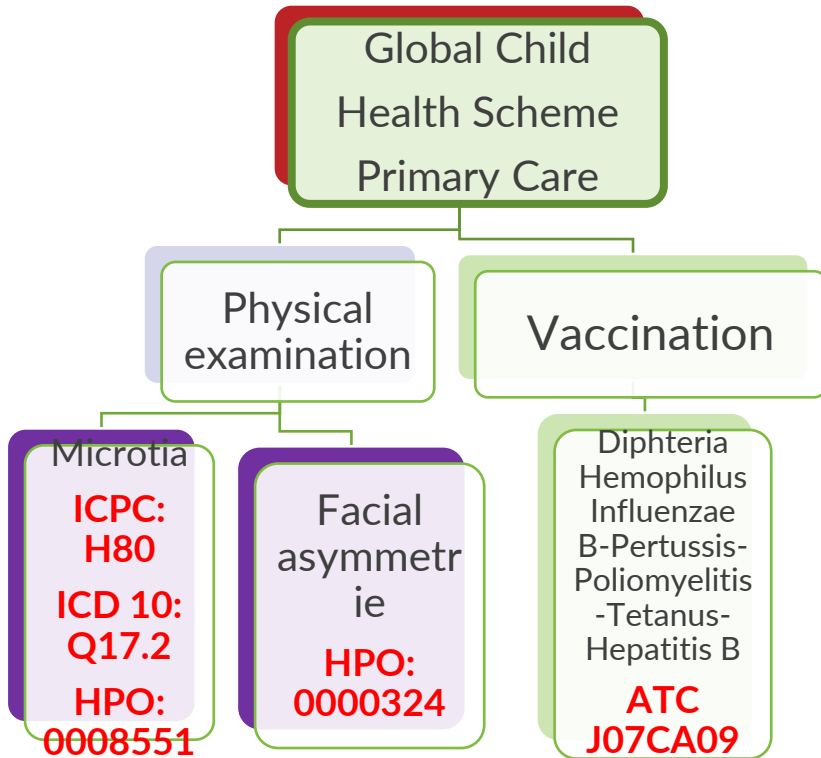 Global Child
Health Scheme
Primary Care
Physical
examination
Vaccination
Microtia
ICPC:
H80
ICD 10:
Q17.2
HPO:
0008551
Facial
asymmetr
ie
HPO:
0000324
Diphteria
Hemophilus
Influenzae
B-Pertussis-
Poliomyelitis
-Tetanus-
Hepatitis B
ATC
J07CA09